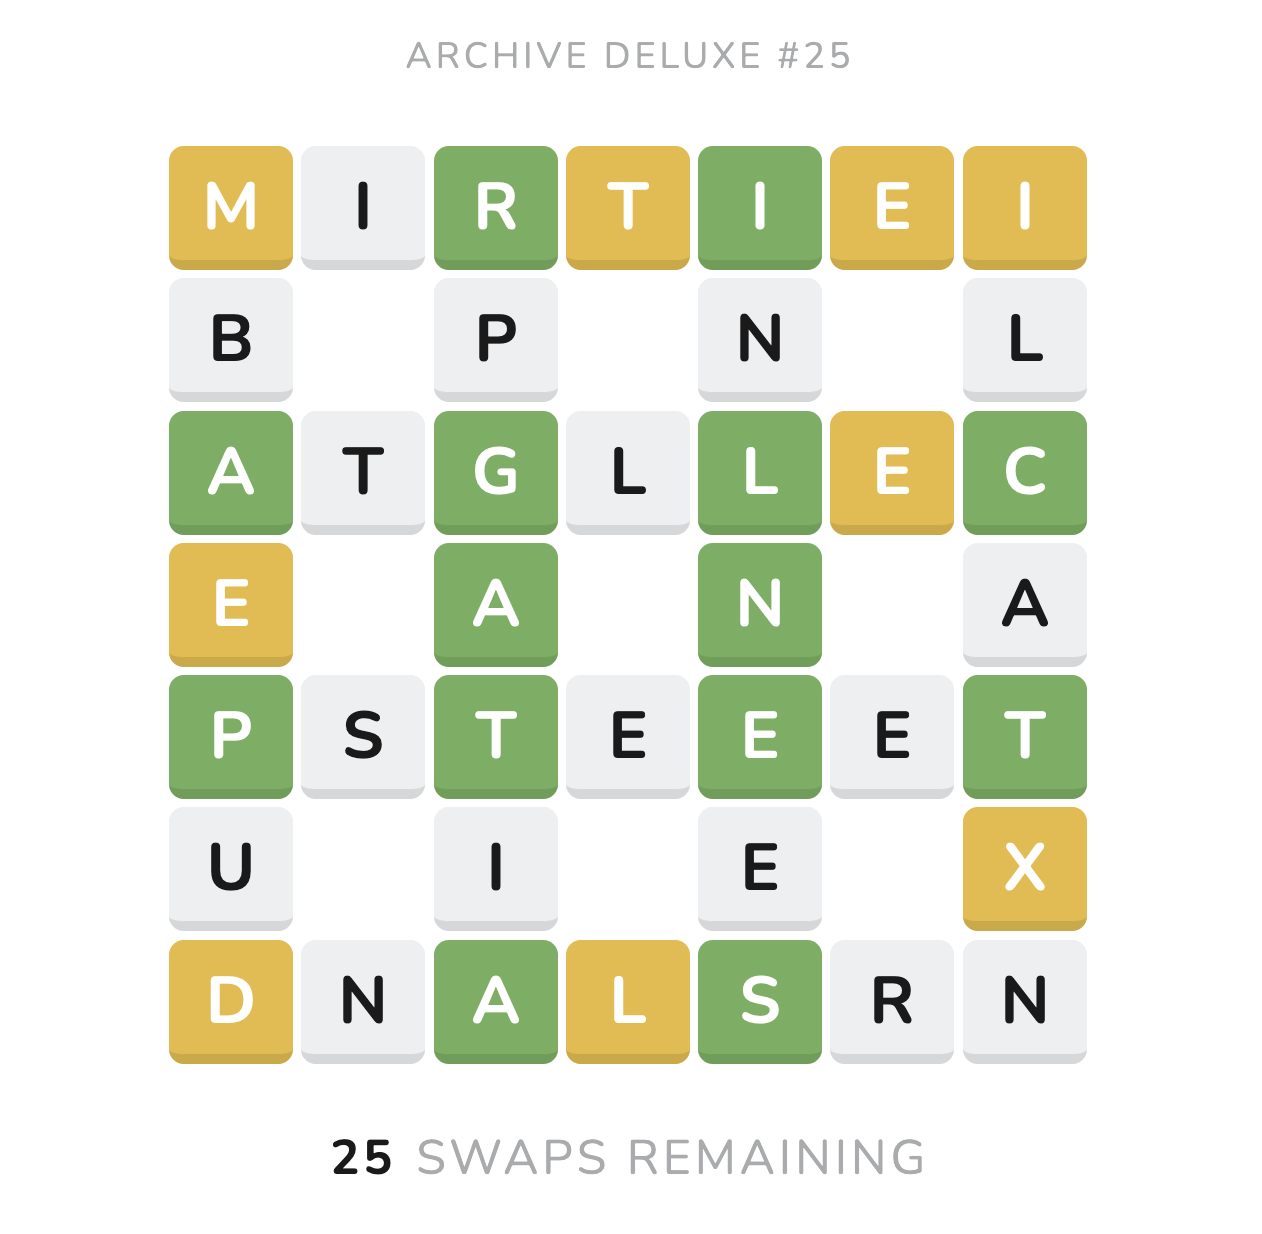 ARCHIVE DELUXE #25
M I R T I E I
B P N L
A T G L L E C
E A N A
P S T E E E T
U I E X
D N A L S R N
25 SWAPS REMAINING